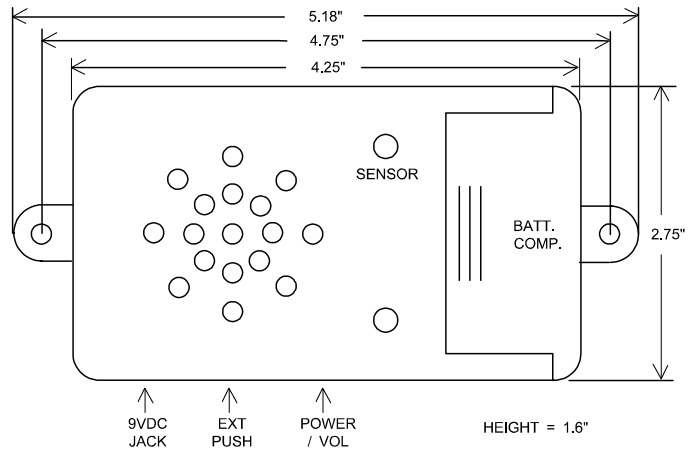 5.18"
4.75"
4.25"
SENSOR
BATT.
COMP.
2.75"
9VDC
JACK
EXT
PUSH
POWER
/ VOL
HEIGHT = 1.6"